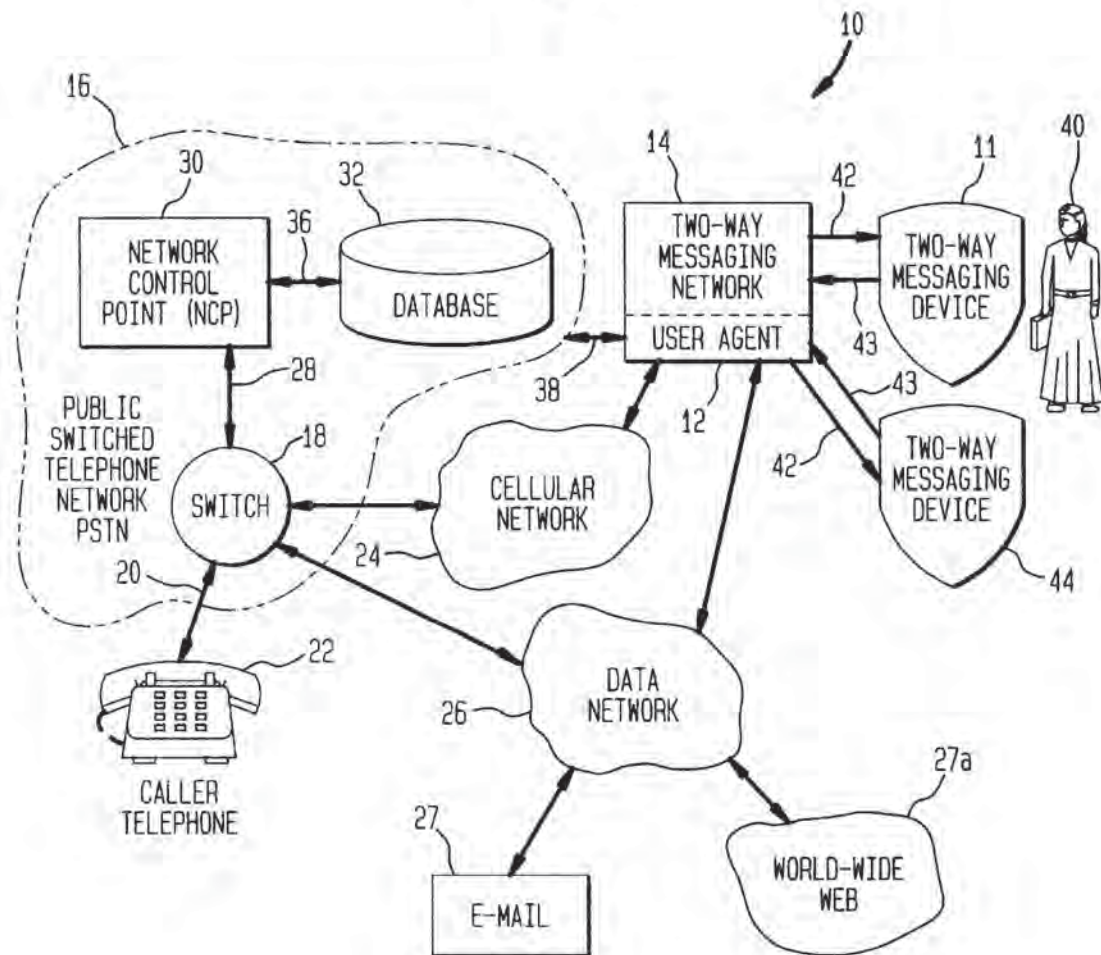 10
16
30
32
14
42
11
40
NETWORK
CONTROL
POINT (NCP)
36
DATABASE
TWO-WAY
MESSAGING
NETWORK
USER AGENT
TWO-WAY
MESSAGING
DEVICE
43
38
28
12
43
42
PUBLIC
SWITCHED
TELEPHONE
NETWORK
PSTN
18
SWITCH
CELLULAR
NETWORK
24
TWO-WAY
MESSAGING
DEVICE
44
20
22
CALLER
TELEPHONE
DATA
NETWORK
26
27
E-MAIL
27a
WORLD-WIDE
WEB